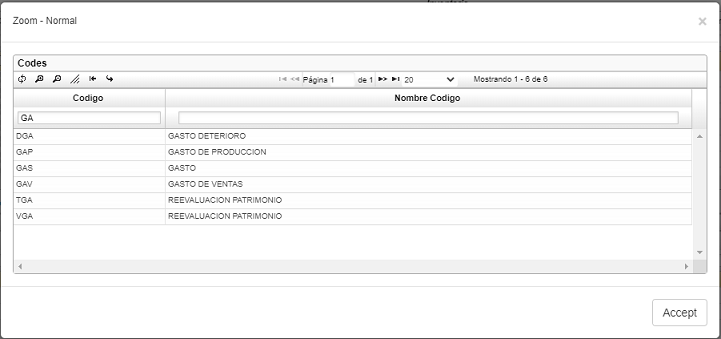 Zoom - Normal ×
Codes
Página 1 de 1 20 Mostrando 1 - 6 de 6
Codigo Nombre Codigo
GA
DGA GASTO DETERIORO
GAP GASTO DE PRODUCCION
GAS GASTO
GAV GASTO DE VENTAS
TGA REEVALUACION PATRIMONIO
VGA REEVALUACION PATRIMONIO
Accept